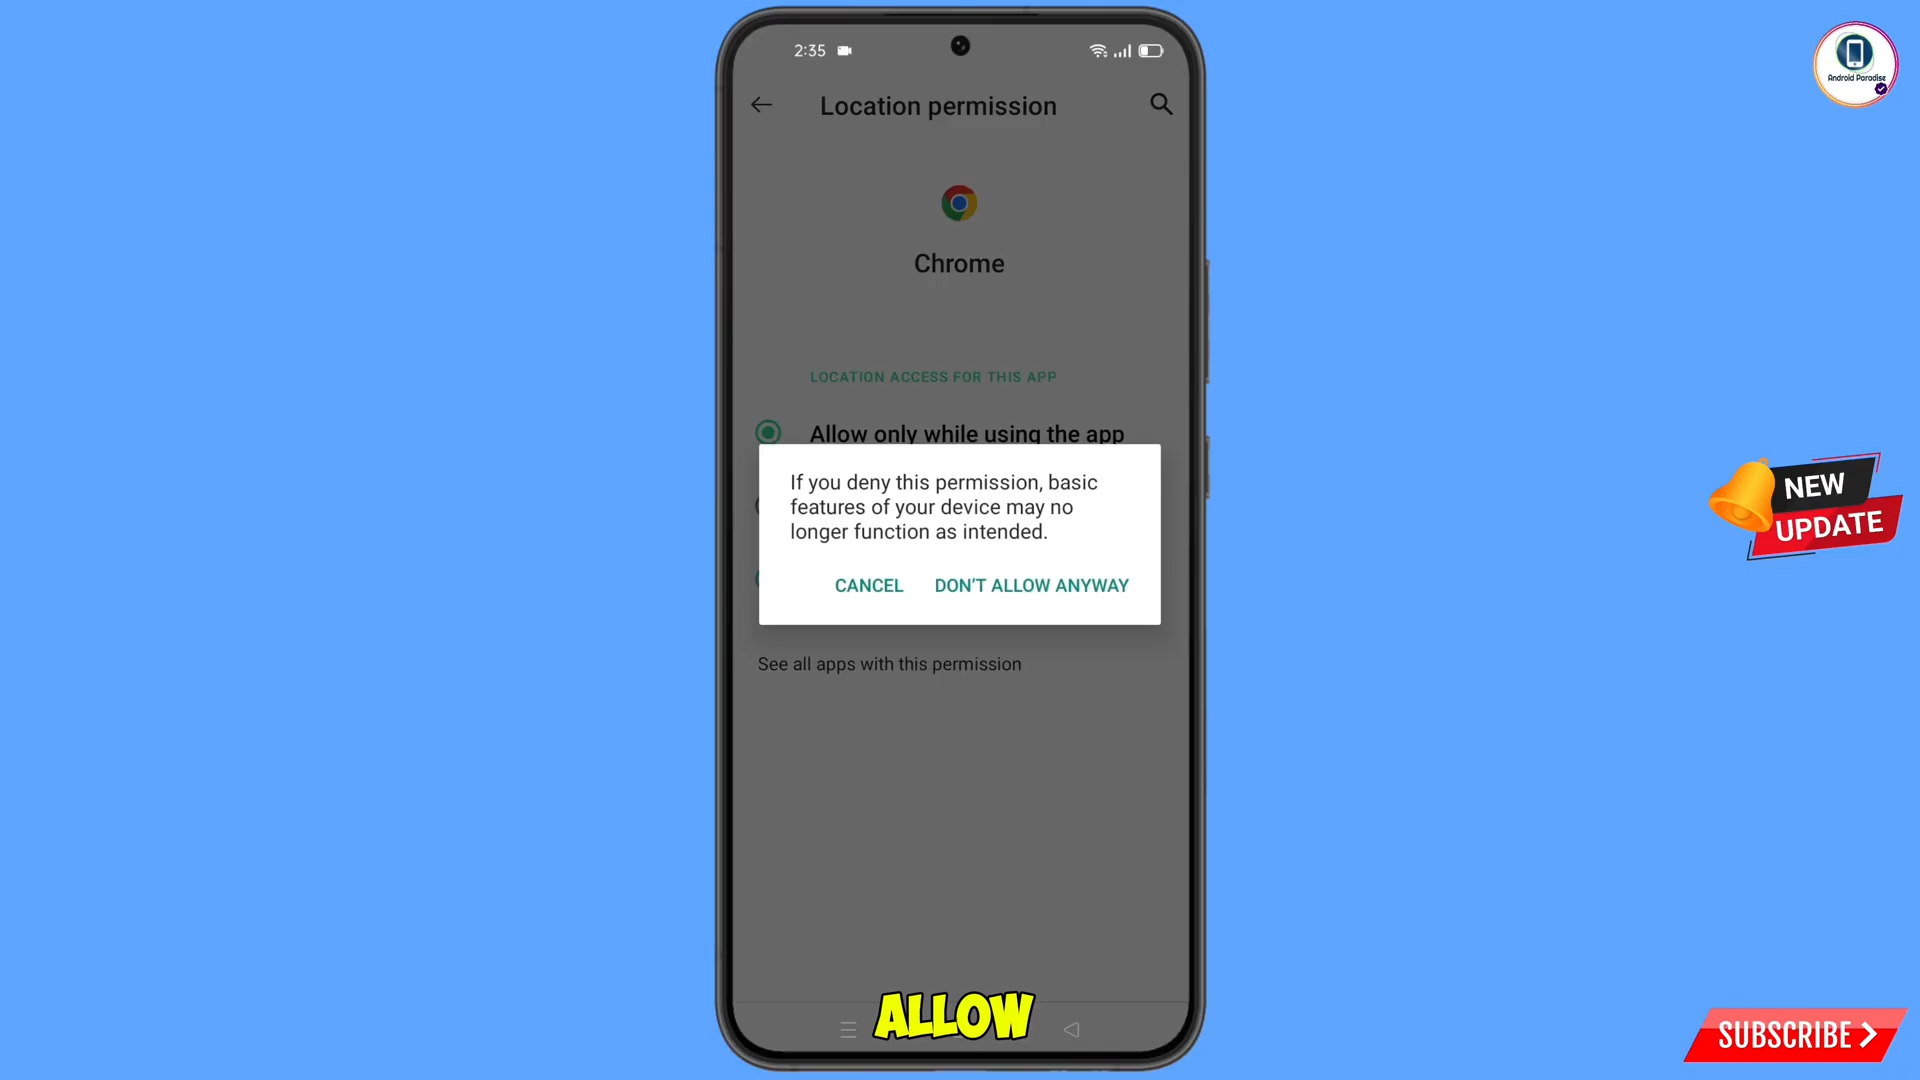 2:35
Android Paradise
Location permission
Chrome
LOCATION ACCESS FOR THIS APP
Allow only while using the app
If you deny this permission, basic
features of your device may no
longer function as intended.
CANCEL DON'T ALLOW ANYWAY
NEW
UPDATE
See all apps with this permission
ALLOW
SUBSCRIBE